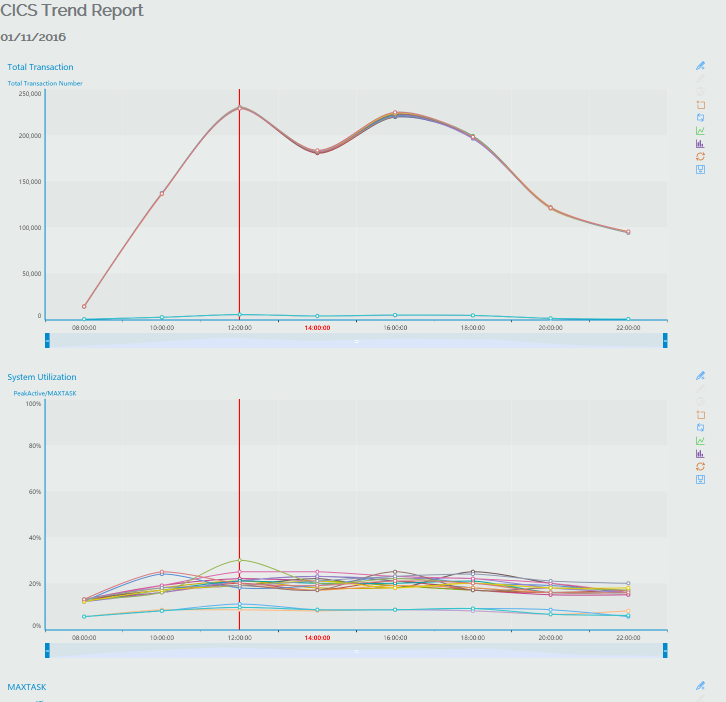 CICS Trend Report
01/11/2016
Total Transaction
Total Transaction Number
250,000
200,000
150,000
100,000
50,000
0
08:00:00 10:00:00 12:00:00 14:00:00 16:00:00 18:00:00 20:00:00 22:00:00
System Utilization
PeakActive/MAXTASK
100%
80%
60%
40%
20%
0%
08:00:00 10:00:00 12:00:00 14:00:00 16:00:00 18:00:00 20:00:00 22:00:00
MAXTASK